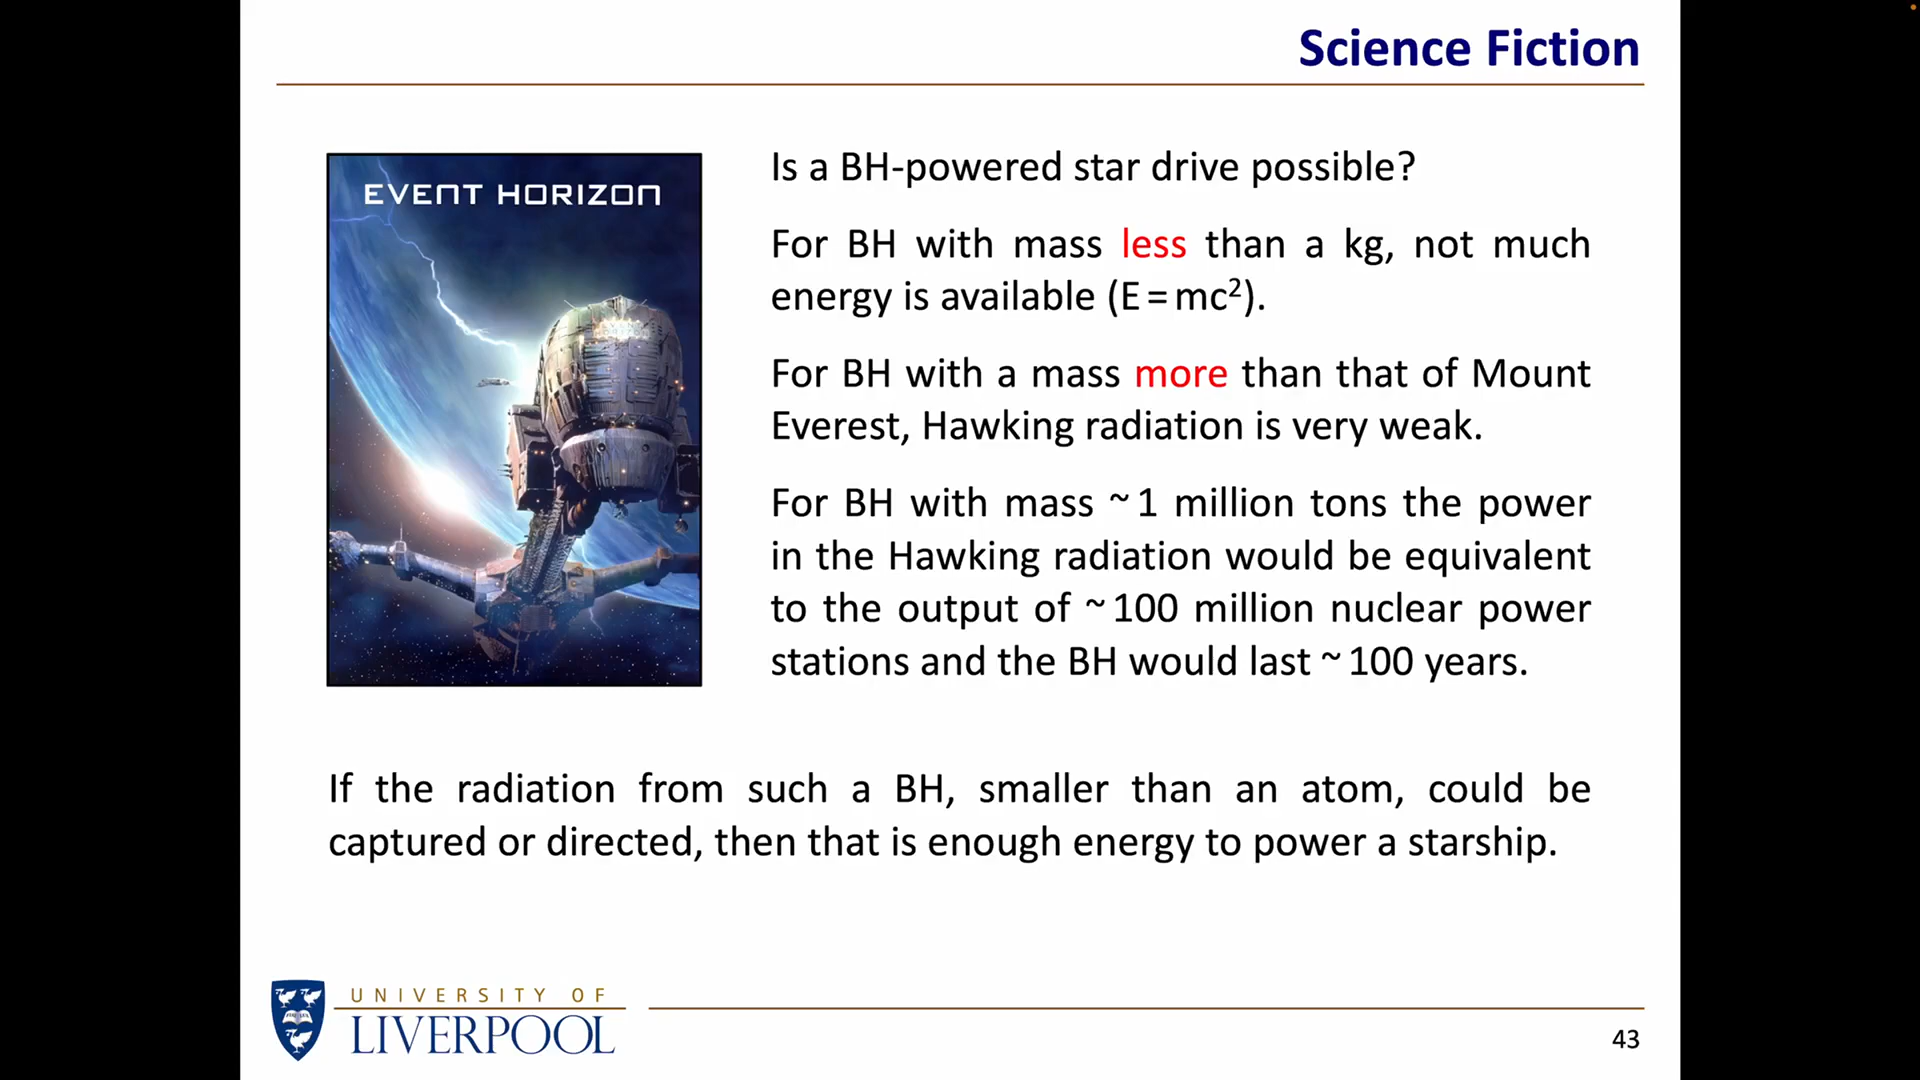 Science Fiction
EVENT HORIZON
Is a BH-powered star drive possible?
For BH with mass less than a kg, not much
energy is available (E = mc²).
For BH with a mass more than that of Mount
Everest, Hawking radiation is very weak.
For BH with mass ~ 1 million tons the power
in the Hawking radiation would be equivalent
to the output of ~ 100 million nuclear power
stations and the BH would last ~ 100 years.
If the radiation from such a BH, smaller than an atom, could be
captured or directed, then that is enough energy to power a starship.
UNIVERSITY OF
LIVERPOOL
43